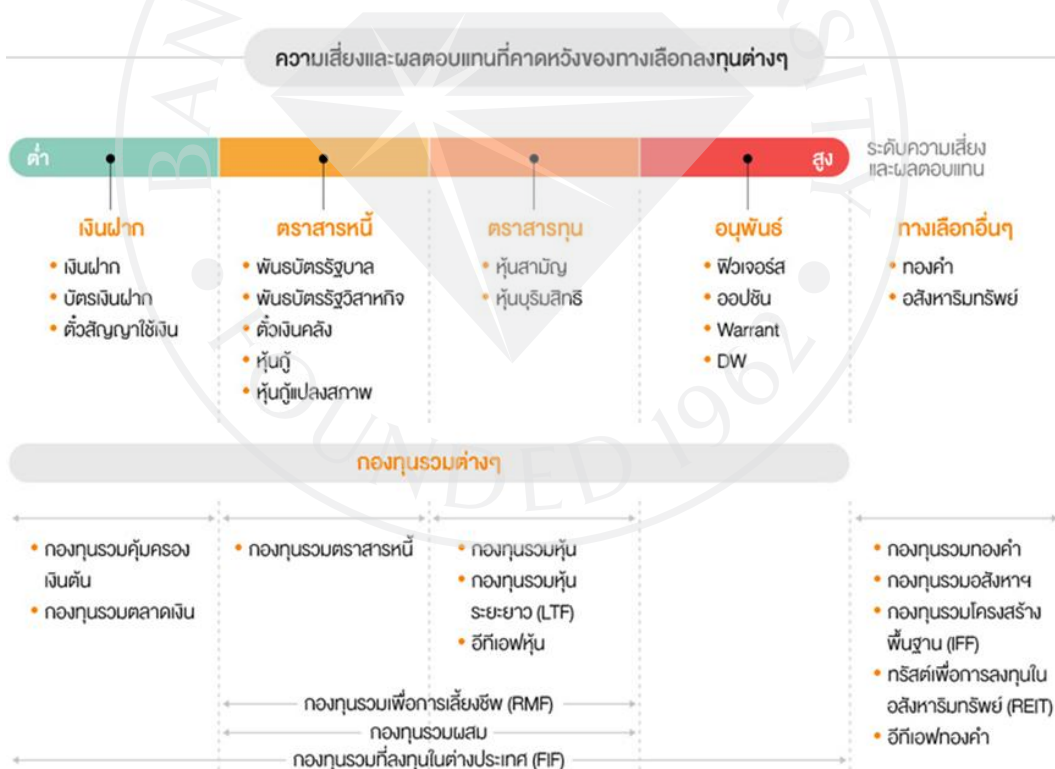 ความเสี่ยงและผลตอบแทนที่คาดหวังของทางเลือกลงทุนต่างๆ
ต่ำ
สูง
ระดับความเสี่ยง
และผลตอบแทน
เงินฝาก
• เงินฝาก
• บัตรเงินฝาก
• ตั๋วสัญญาใช้เงิน
ตราสารหนี้
• พันธบัตรรัฐบาล
• พันธบัตรรัฐวิสาหกิจ
• ตั๋วเงินคลัง
• หุ้นกู้
• หุ้นกู้แปลงสภาพ
ตราสารทุน
• หุ้นสามัญ
• หุ้นบุริมสิทธิ
อนุพันธ์
• ฟิวเจอร์ส
• ออปชัน
• Warrant
• DW
ทางเลือกอื่นๆ
• ทองคำ
• อสังหาริมทรัพย์
กองทุนรวมต่างๆ
• กองทุนรวมคุ้มครอง
เงินต้น
• กองทุนรวมตลาดเงิน
• กองทุนรวมตราสารหนี้
• กองทุนรวมหุ้น
• กองทุนรวมหุ้น
ระยะยาว (LTF)
• อีทีเอฟหุ้น
• กองทุนรวมทองคำ
• กองทุนรวมอสังหาฯ
• กองทุนรวมโครงสร้าง
พื้นฐาน (IFF)
• ทรัสต์เพื่อการลงทุนใน
อสังหาริมทรัพย์ (REIT)
• อีทีเอฟทองคำ
กองทุนรวมเพื่อการเลี้ยงชีพ (RMF)
กองทุนรวมผสม
กองทุนรวมที่ลงทุนในต่างประเทศ (FIF)
FOUNDED 1962